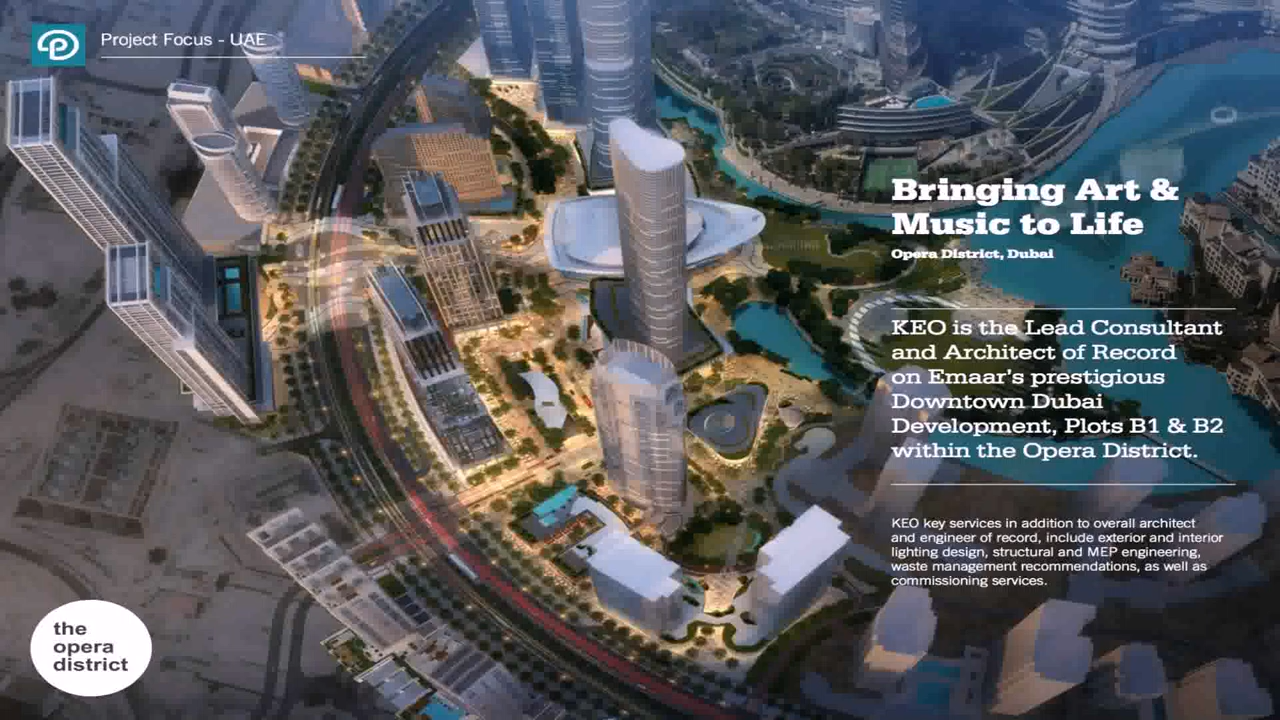 Project Focus - UAE
Bringing Art &
Music to Life
Opera District, Dubai
KEO is the Lead Consultant
and Architect of Record
on Emaar's prestigious
Downtown Dubai
Development, Plots B1 & B2
within the Opera District.
KEO key services in addition to overall architect
and engineer of record, include exterior and interior
lighting design, structural and MEP engineering,
waste management recommendations, as well as
commissioning services.
the
opera
district